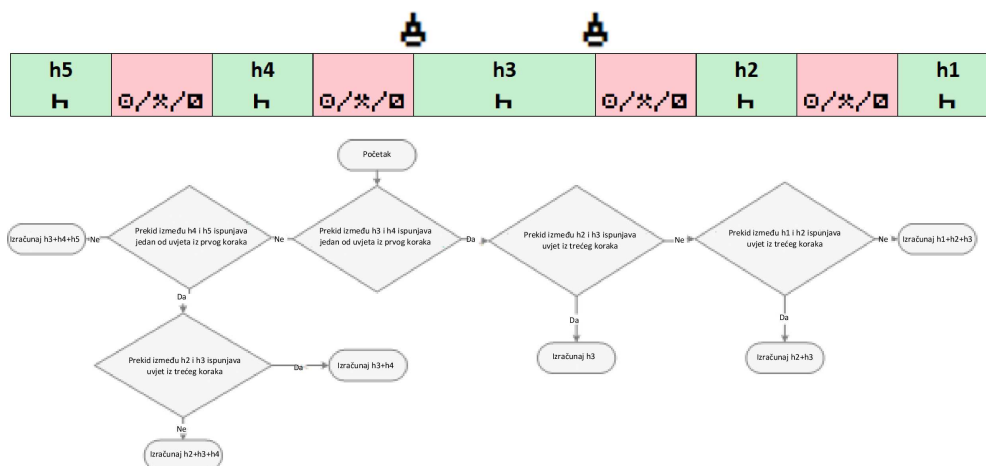 h5
h4
h3
h2
h1
Početak
Izračunaj h3+h4+h5
Ne
Prekid između h4 i h5 ispunjava
jedan od uvjeta iz prvog koraka
Ne
Prekid između h3 i h4 ispunjava
jedan od uvjeta iz prvog koraka
Da
Prekid između h2 i h3 ispunjava
uvjet iz trećeg koraka
Ne
Prekid između h1 i h2 ispunjava
uvjet iz trećeg koraka
Ne
Izračunaj h1+h2+h3
Da
Da
Da
Prekid između h2 i h3 ispunjava
uvjet iz trećeg koraka
Da
Izračunaj h3+h4
Izračunaj h3
Izračunaj h2+h3
Ne
Izračunaj h2+h3+h4